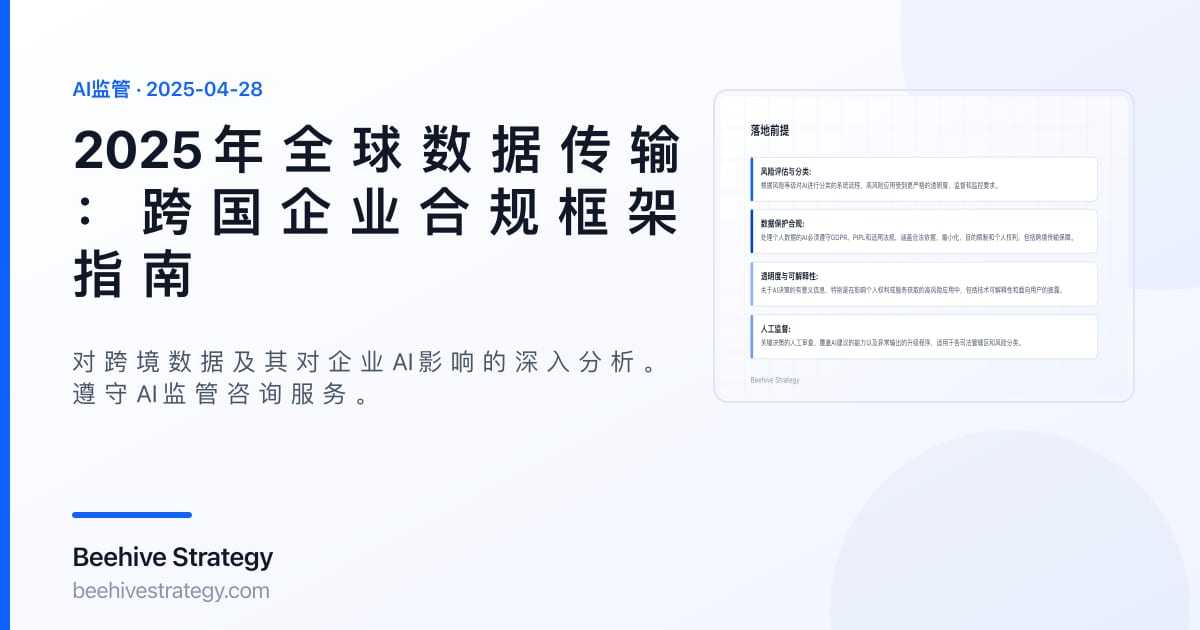 AI监管 · 2025-04-28
2025年全球数据传输
：跨国企业合规框架
指南
对跨境数据及其对企业AI影响的深入分析。
遵守AI监管咨询服务。
Beehive Strategy
beehivestrategy.com
落地前提
风险评估与分类:
根据风险等级对AI进行分类的系统流程，高风险应用受到更严格的透明度、监督和监控要求。
数据保护合规:
处理个人数据的AI必须遵守GDPR、PIPL和适用法规，涵盖合法依据、最小化、目的限制和个人权利，包括跨境传输保障。
透明度与可解释性:
关于AI决策的有意义信息，特别是在影响个人权利或服务获取的高风险应用中，包括技术可解释性和面向用户的披露。
人工监督:
关键决策的人工审查、覆盖AI建议的能力以及异常输出的升级程序，适用于各司法管辖区和风险分类。
Beehive Strategy